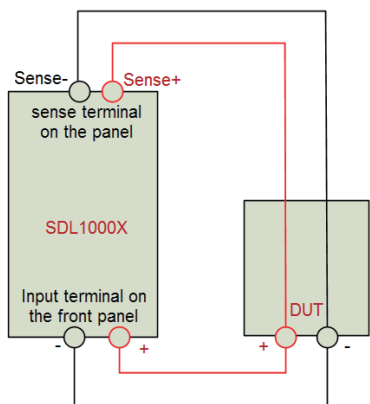 Sense-
Sense+
sense terminal
on the panel
SDL1000X
Input terminal on
the front panel
DUT
-
+
+
-